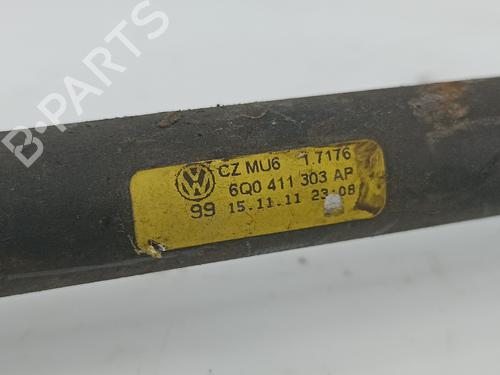 CZ MU6 1.7176
6Q0 411 303 AP
99 15.11.11 23:08
B-PARTS